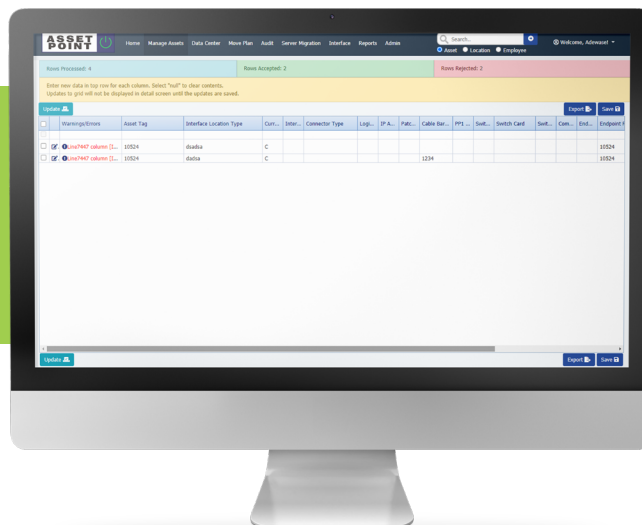 ASSET
POINT
Home Manage Assets Data Center Move Plan Audit Server Migration Interface Reports Admin
Search..
Asset Location Employee
Welcome, Adewase!
Rows Processed: 4 Rows Accepted: 2 Rows Rejected: 2
Enter new data in top row for each column. Select "null" to clear contents.
Updates to grid will not be displayed in detail screen until the updates are saved.
Update Export Save
Warnings/Errors Asset Tag Interface Location Type Curr... Inter... Connector Type Logi... IP A... Patc... Cable Bar... PP1 ... Swit... Switch Card Swit... Com... End... Endpoint
Line7447 column [I... 10524 dsadsa C 10524
Line7447 column [I... 10524 dadsa C 1234 10524
Update Export Save